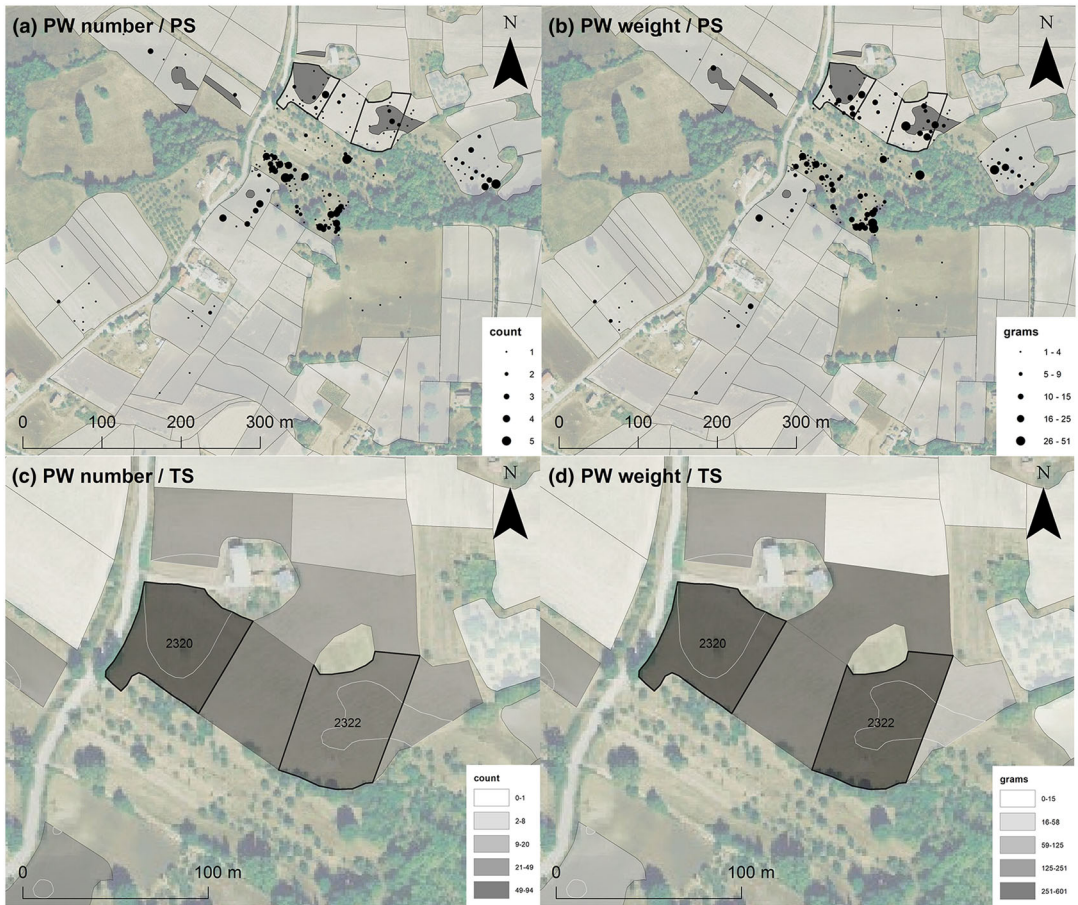 (a) PW number / PS
N
count
1
2
3
4
5
0 100 200 300 m
(b) PW weight / PS
N
grams
1 - 4
5 - 9
10 - 15
16 - 25
26 - 51
0 100 200 300 m
(c) PW number / TS
N
2320
2322
count
0-1
2-8
9-20
21-49
49-94
0 100 m
(d) PW weight / TS
N
2320
2322
grams
0-15
16-58
59-125
125-251
251-601
0 100 m